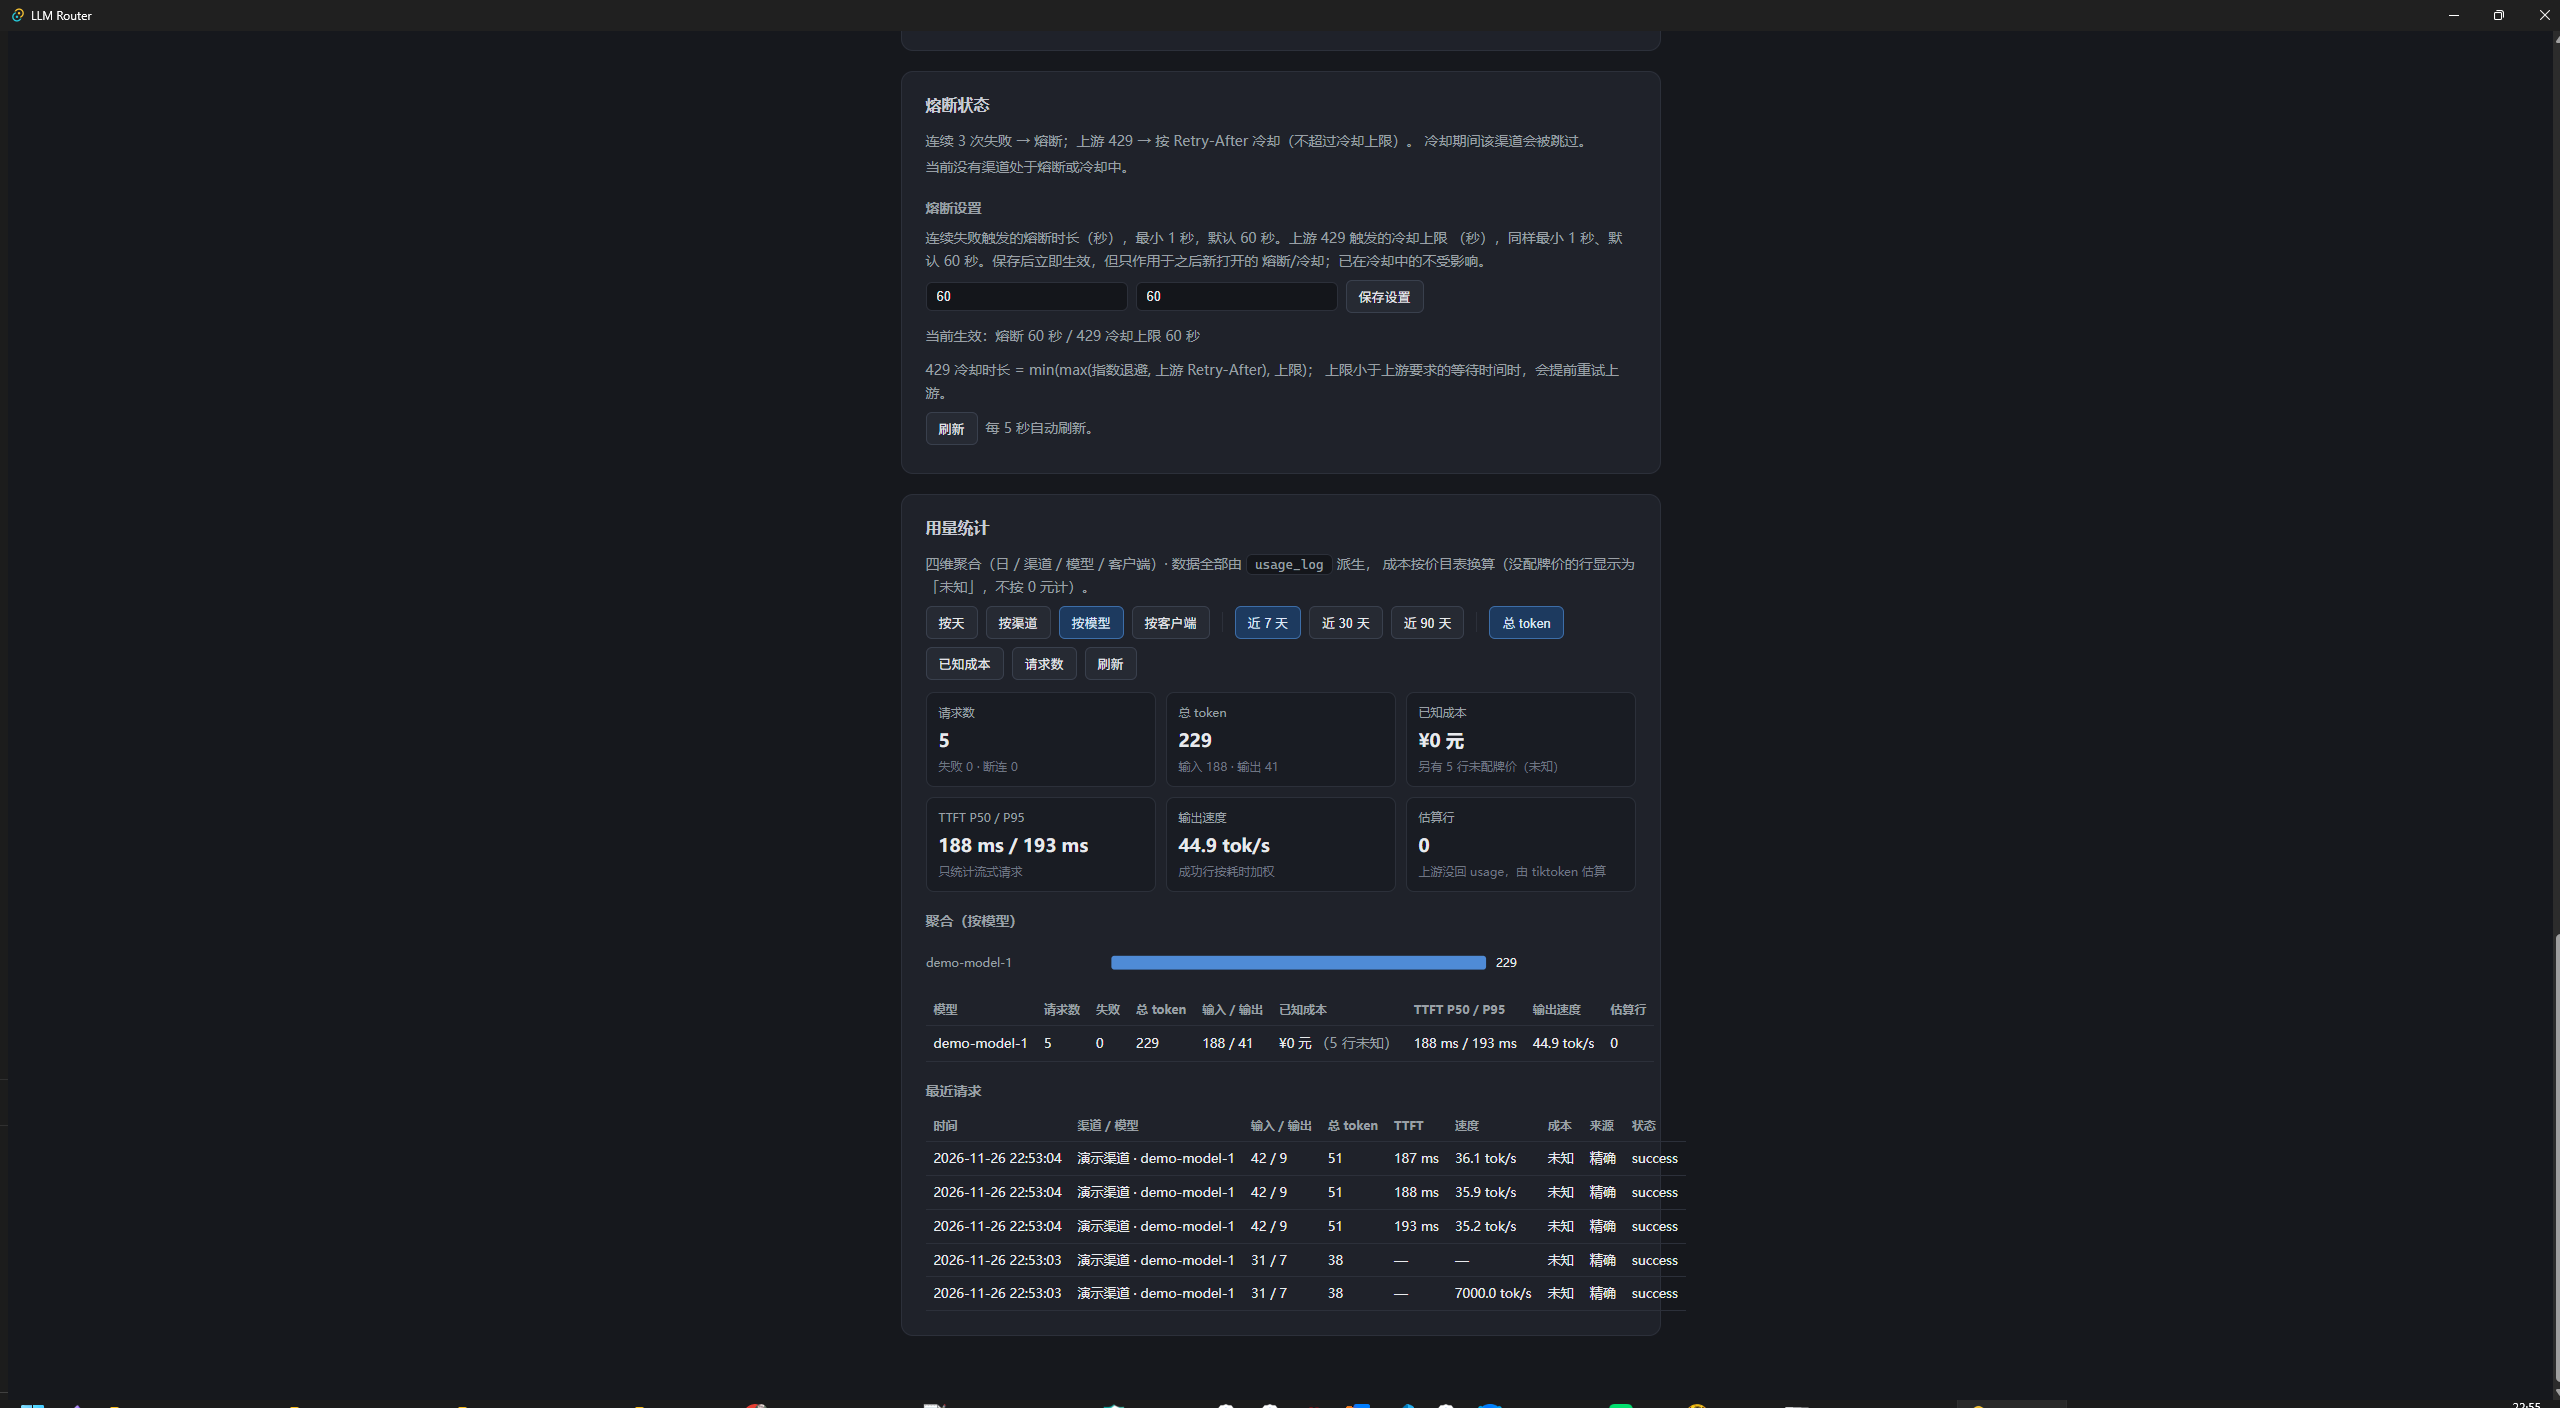 LLM Router
熔断状态
连续 3 次失败 → 熔断；上游 429 → 按 Retry-After 冷却（不超过冷却上限）。 冷却期间该渠道会被跳过。
当前没有渠道处于熔断或冷却中。
熔断设置
连续失败触发的熔断时长（秒），最小 1 秒，默认 60 秒。上游 429 触发的冷却上限 （秒），同样最小 1 秒、默
认 60 秒。保存后立即生效，但只作用于之后新打开的 熔断/冷却；已在冷却中的不受影响。
60 60 保存设置
当前生效：熔断 60 秒 / 429 冷却上限 60 秒
429 冷却时长 = min(max(指数退避, 上游 Retry-After), 上限)； 上限小于上游要求的等待时间时，会提前重试上
游。
刷新 每 5 秒自动刷新。
用量统计
四维聚合（日 / 渠道 / 模型 / 客户端）· 数据全部由 usage_log 派生， 成本按价目表换算（没配牌价的行显示为
「未知」，不按 0 元计）。
按天 按渠道 按模型 按客户端 近 7 天 近 30 天 近 90 天 总 token
已知成本 请求数 刷新
请求数 总 token 已知成本
5 229 ¥0 元
失败 0 · 断连 0 输入 188 · 输出 41 另有 5 行未配牌价（未知）
TTFT P50 / P95 输出速度 估算行
188 ms / 193 ms 44.9 tok/s 0
只统计流式请求 成功行按耗时加权 上游没回 usage，由 tiktoken 估算
聚合（按模型）
demo-model-1 229
模型 请求数 失败 总 token 输入 / 输出 已知成本 TTFT P50 / P95 输出速度 估算行
demo-model-1 5 0 229 188 / 41 ¥0 元 （5 行未知） 188 ms / 193 ms 44.9 tok/s 0
最近请求
时间 渠道 / 模型 输入 / 输出 总 token TTFT 速度 成本 来源 状态
2026-11-26 22:53:04 演示渠道 · demo-model-1 42 / 9 51 187 ms 36.1 tok/s 未知 精确 success
2026-11-26 22:53:04 演示渠道 · demo-model-1 42 / 9 51 188 ms 35.9 tok/s 未知 精确 success
2026-11-26 22:53:04 演示渠道 · demo-model-1 42 / 9 51 193 ms 35.2 tok/s 未知 精确 success
2026-11-26 22:53:03 演示渠道 · demo-model-1 31 / 7 38 — — 未知 精确 success
2026-11-26 22:53:03 演示渠道 · demo-model-1 31 / 7 38 — 7000.0 tok/s 未知 精确 success
22:55